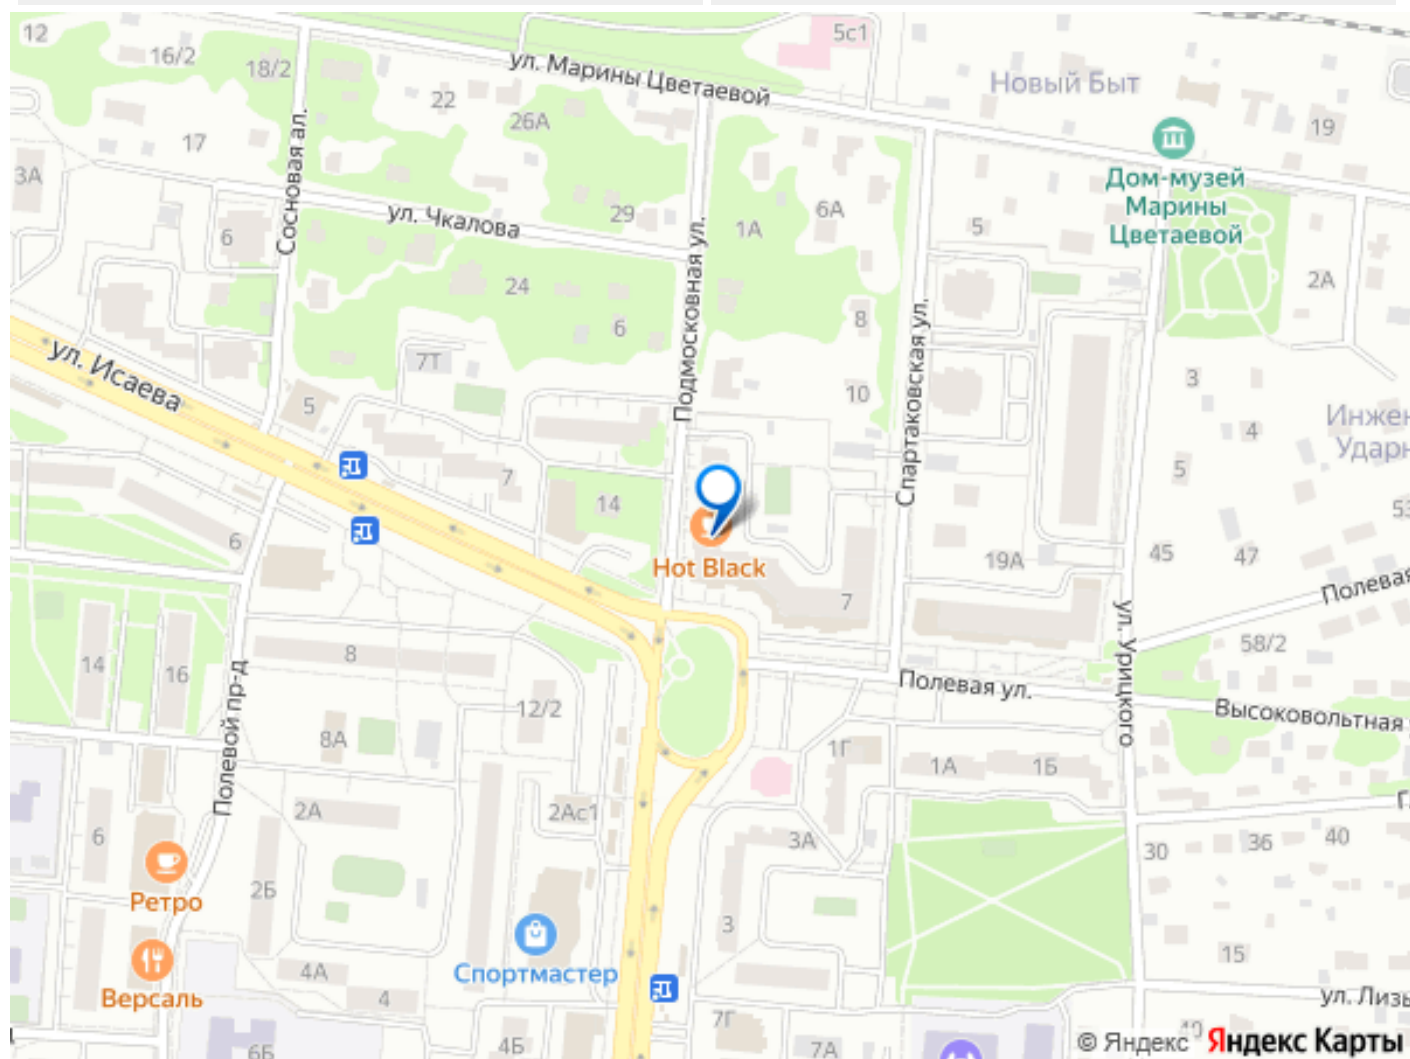 12
5с1
16/2
18/2
ул. Марины Цветаевой
Новый Быт
22
26А
19
17
Сосновая ал.
3А
Дом-музей
Марины
Цветаевой
29
ул. Чкалова
6
1А
6А
5
Подмосковная ул.
24
2А
6
8
Спартаковская ул.
ул. Исаева
7Т
3
10
5
4
Инжен
Ударн
7
5
14
53
6
45
47
19А
Hot Black
7
Полевая
ул. Урицкого
58/2
8
14
16
Полевой пр-д
Полевая ул.
12/2
Высоковольтная
8А
1Г
1А
1Б
2А
2Ас1
6
3А
30
36
40
Ретро
2Б
3
15
Спортмастер
4А
Версаль
4
ул. Лизы
7Г
4Б
6Б
7А
© Яндекс
Яндекс Карты